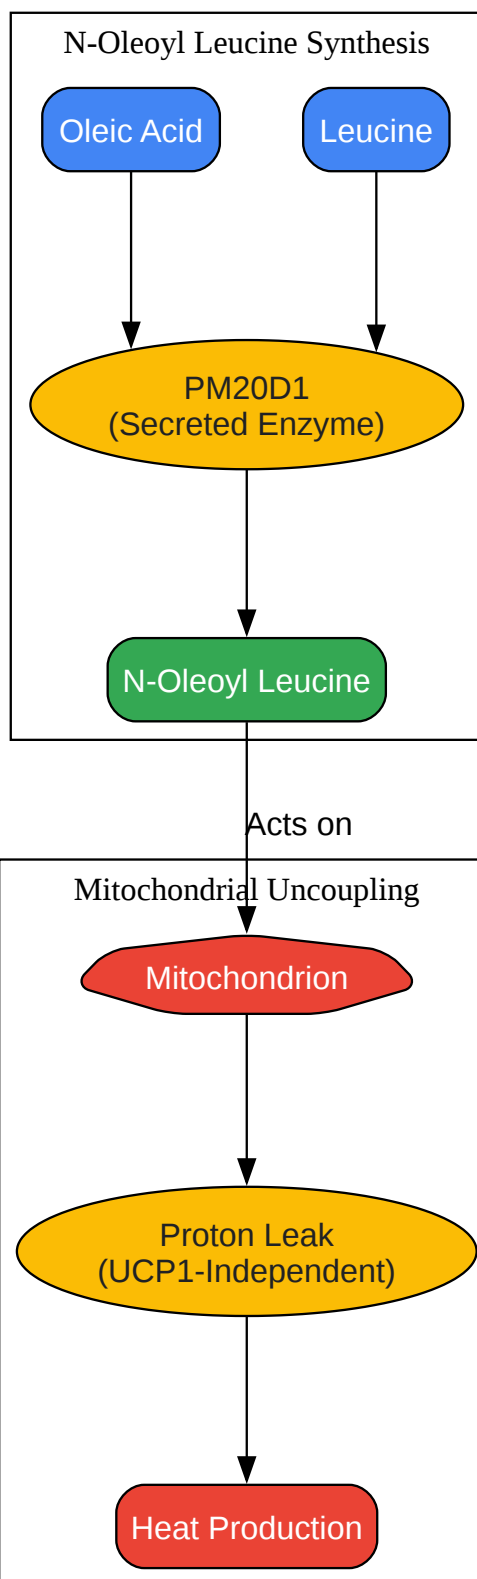 N-Oleoyl Leucine Synthesis
Oleic Acid
Leucine
PM20D1
(Secreted Enzyme)
N-Oleoyl Leucine
Acts on
Mitochondrial Uncoupling
Mitochondrion
Proton Leak
(UCP1-Independent)
Heat Production